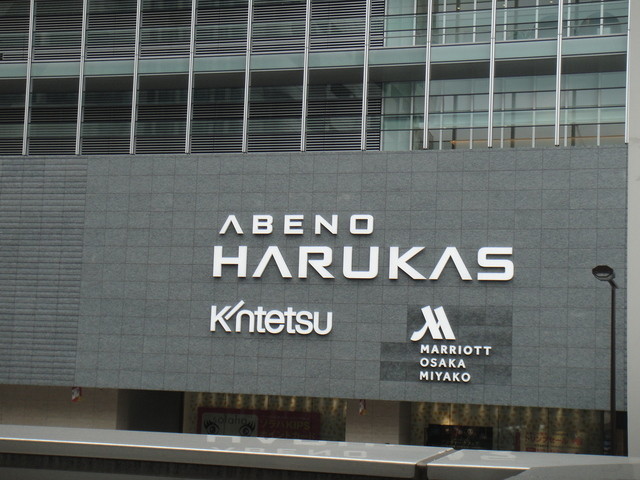 ABENO
HARUKAS
Kintetsu
MARRIOTT
OSAKA
MIYAKO